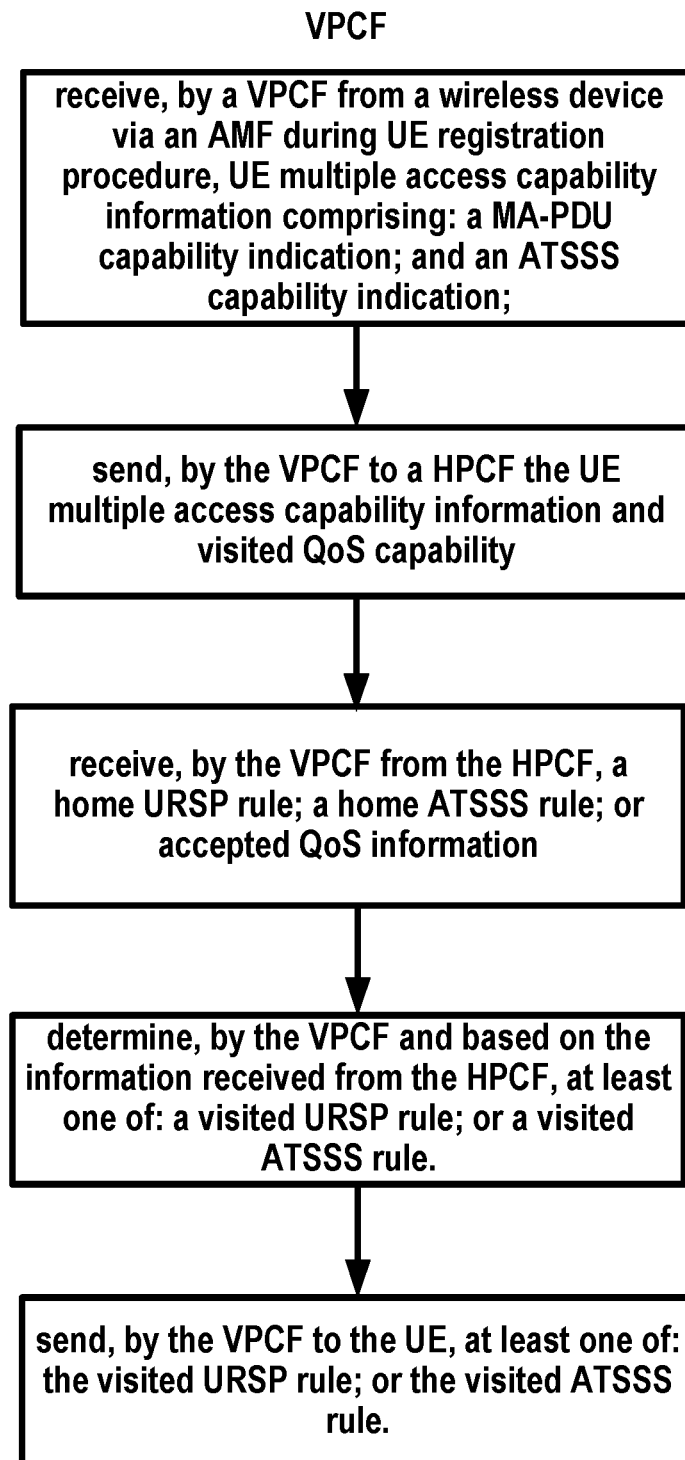 VPCF
receive, by a VPCF from a wireless device
via an AMF during UE registration
procedure, UE multiple access capability
information comprising: a MA-PDU
capability indication; and an ATSSS
capability indication;
send, by the VPCF to a HPCF the UE
multiple access capability information and
visited QoS capability
receive, by the VPCF from the HPCF, a
home URSP rule; a home ATSSS rule; or
accepted QoS information
determine, by the VPCF and based on the
information received from the HPCF, at least
one of: a visited URSP rule; or a visited
ATSSS rule.
send, by the VPCF to the UE, at least one of:
the visited URSP rule; or the visited ATSSS
rule.